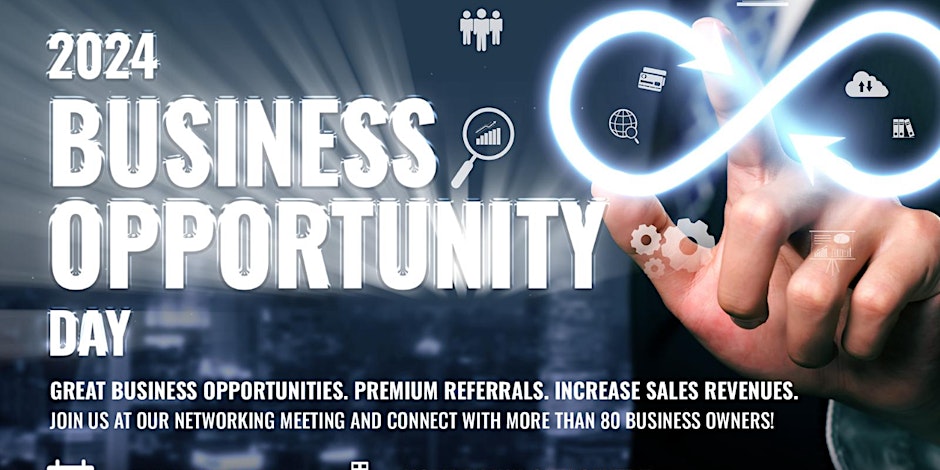 2024
BUSINESS
OPPORTUNITY
DAY
GREAT BUSINESS OPPORTUNITIES. PREMIUM REFERRALS. INCREASE SALES REVENUES.
JOIN US AT OUR NETWORKING MEETING AND CONNECT WITH MORE THAN 80 BUSINESS OWNERS!